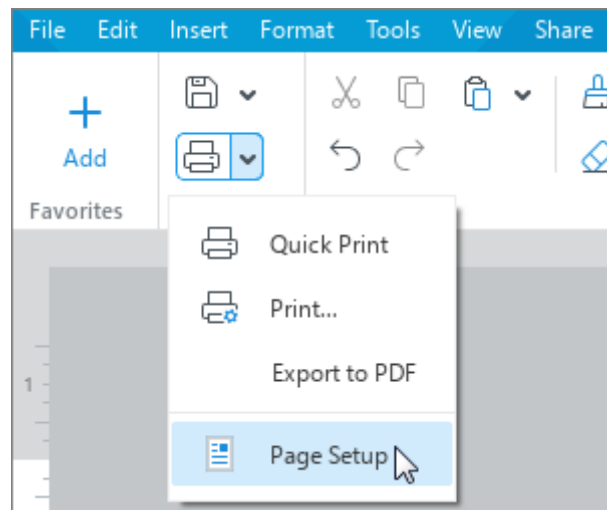 File Edit Insert Format Tools View Share
Add
Favorites
Quick Print
Print...
Export to PDF
1
Page Setup